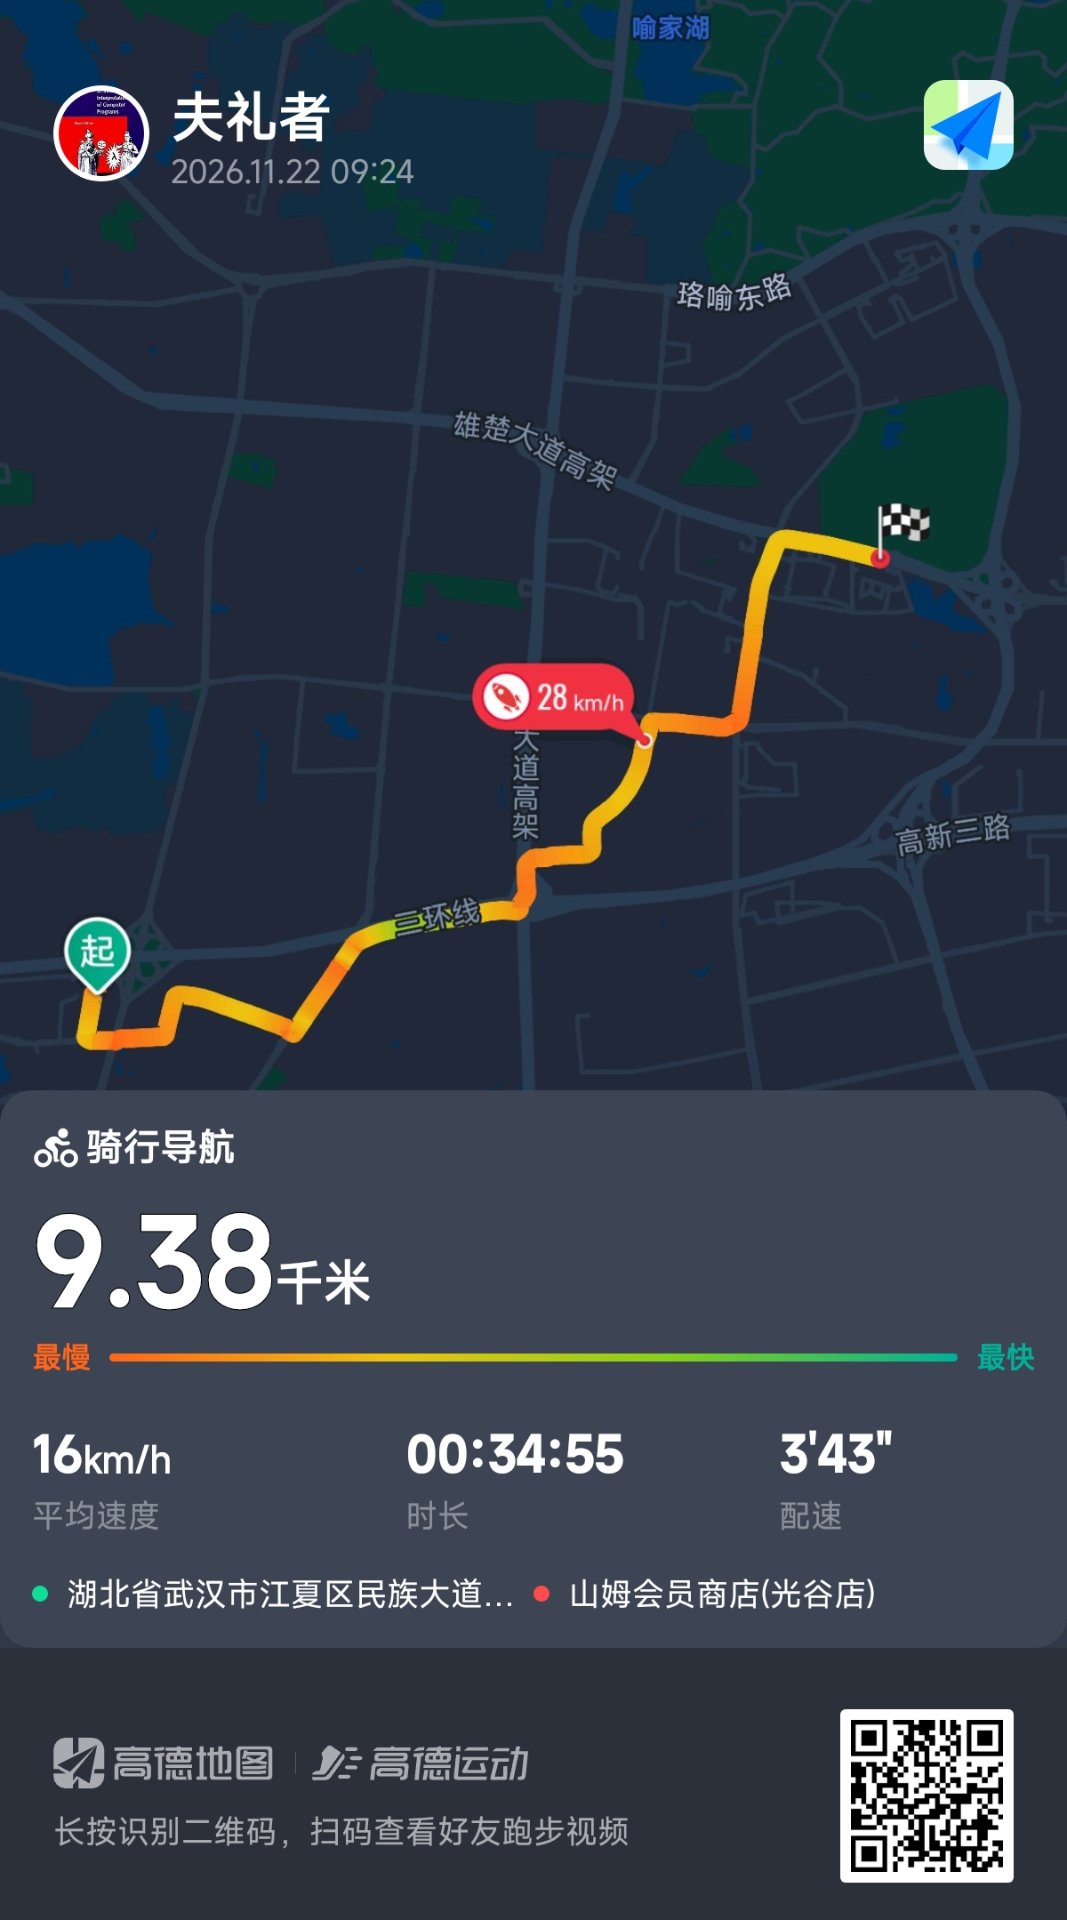 喻家湖
Interpretation
of Computer
Programs
夫礼者
2026.11.22 09:24
珞喻东路
雄楚大道高架
28 km/h
大道高架
高新三路
三环线
起
骑行导航
9.38千米
最慢
最快
16km/h
00:34:55
3'43"
平均速度
时长
配速
湖北省武汉市江夏区民族大道...
山姆会员商店(光谷店)
高德地图
高德运动
长按识别二维码，扫码查看好友跑步视频